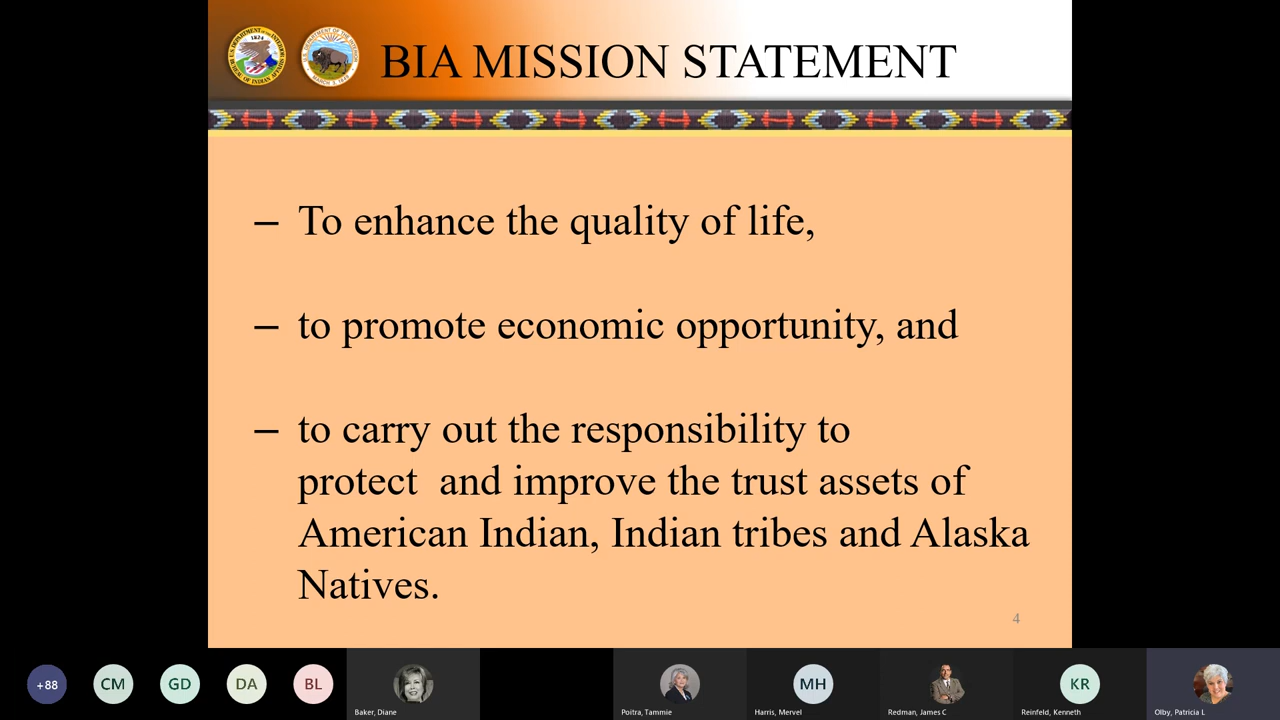 BIA MISSION STATEMENT
– To enhance the quality of life,
– to promote economic opportunity, and
– to carry out the responsibility to
protect  and improve the trust assets of
American Indian, Indian tribes and Alaska
Natives.
4
+88
CM
GD
DA
BL
MH
KR
Baker, Diane
Poitra, Tammie
Harris, Mervel
Redman, James C
Reinfeld, Kenneth
Olby, Patricia L